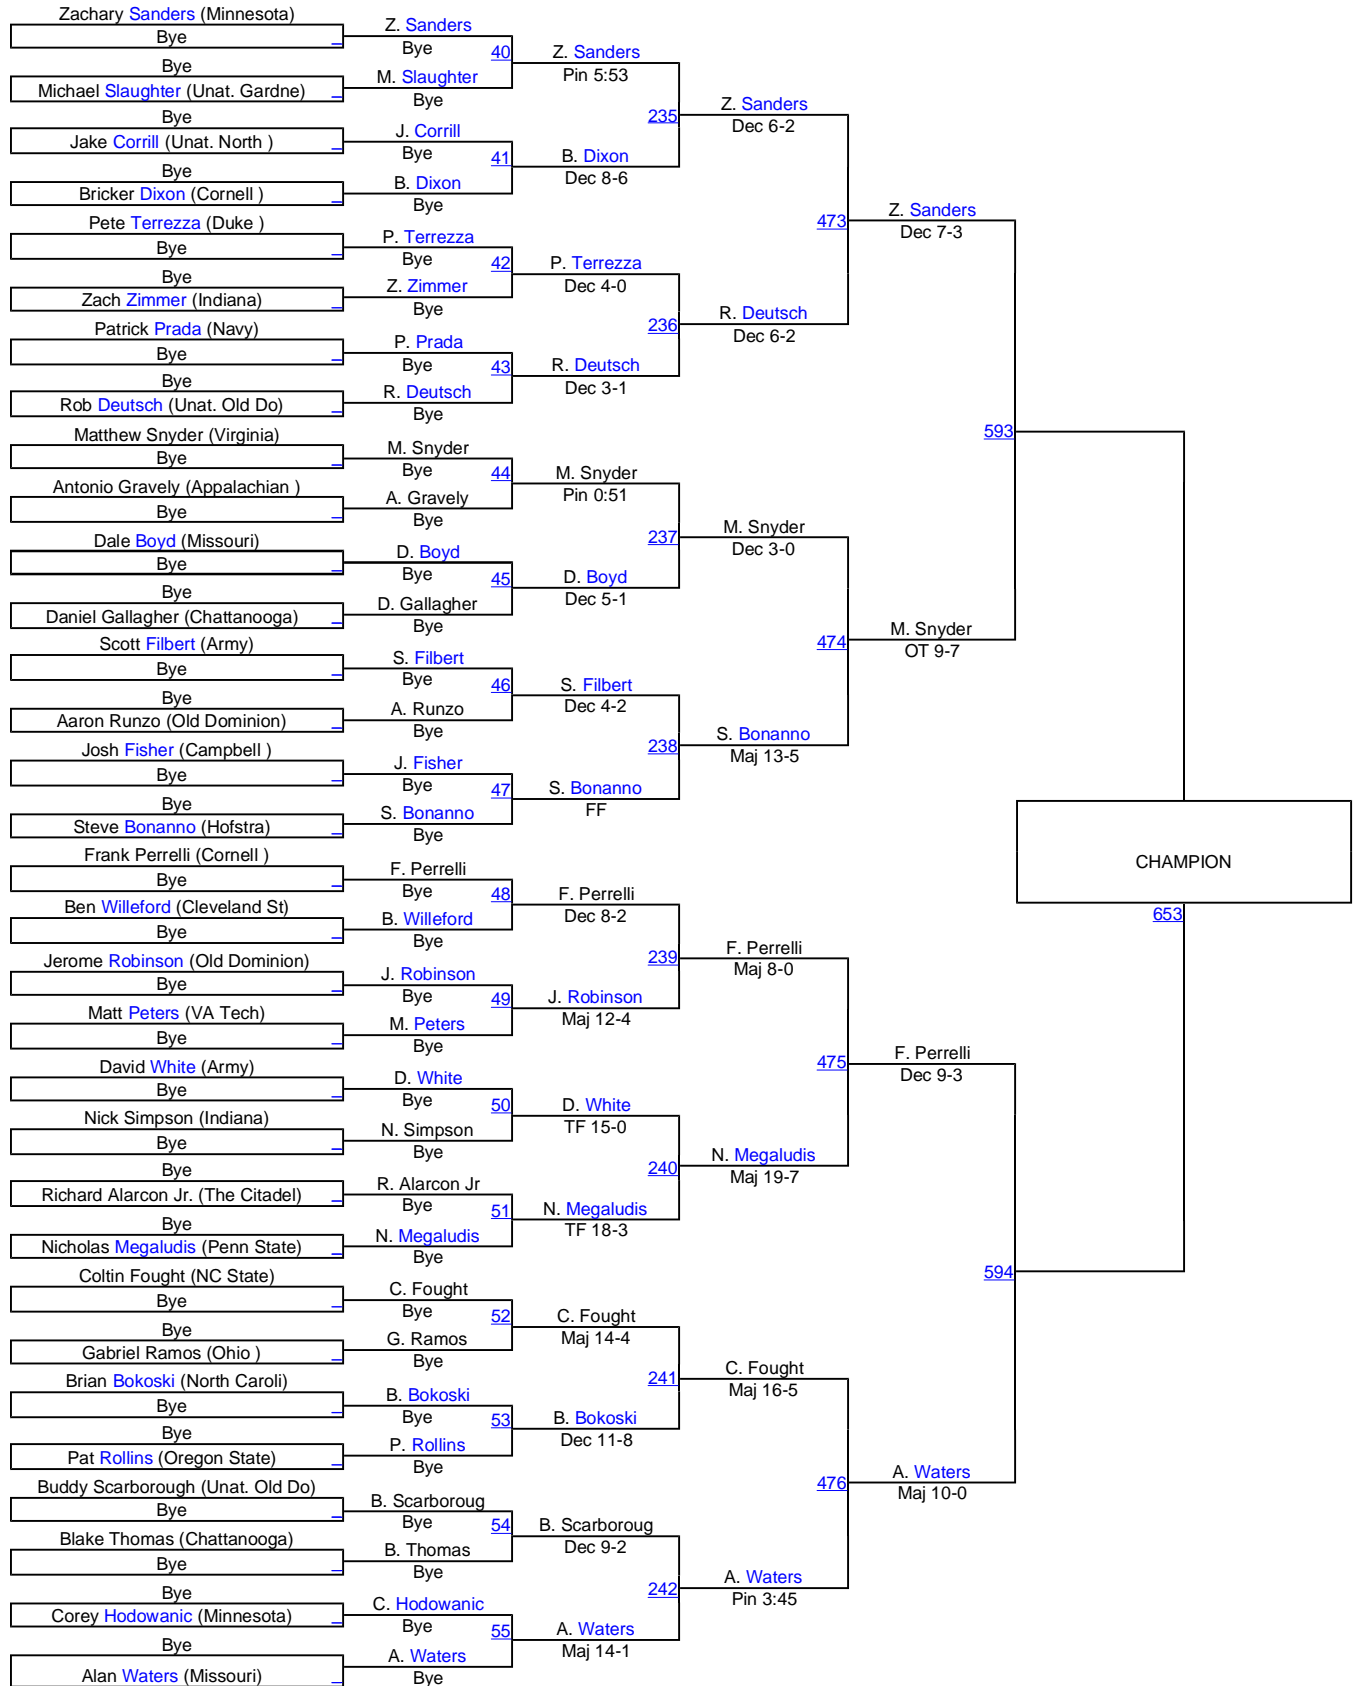 Zachary Sanders (Minnesota)
Bye
Bye
Michael Slaughter (Unat. Gardne)
Bye
Jake Corrill (Unat. North )
Bye
Bricker Dixon (Cornell )
Pete Terrezza (Duke )
Bye
Bye
Zach Zimmer (Indiana)
Patrick Prada (Navy)
Bye
Bye
Rob Deutsch (Unat. Old Do)
Matthew Snyder (Virginia)
Bye
Antonio Gravely (Appalachian )
Bye
Dale Boyd (Missouri)
Bye
Bye
Daniel Gallagher (Chattanooga)
Scott Filbert (Army)
Bye
Bye
Aaron Runzo (Old Dominion)
Josh Fisher (Campbell )
Bye
Bye
Steve Bonanno (Hofstra)
Frank Perrelli (Cornell )
Bye
Ben Willeford (Cleveland St)
Bye
Jerome Robinson (Old Dominion)
Bye
Matt Peters (VA Tech)
Bye
David White (Army)
Bye
Nick Simpson (Indiana)
Bye
Bye
Richard Alarcon Jr. (The Citadel)
Bye
Nicholas Megaludis (Penn State)
Coltin Fought (NC State)
Bye
Bye
Gabriel Ramos (Ohio )
Brian Bokoski (North Caroli)
Bye
Bye
Pat Rollins (Oregon State)
Buddy Scarborough (Unat. Old Do)
Bye
Blake Thomas (Chattanooga)
Bye
Bye
Corey Hodowanic (Minnesota)
Bye
Alan Waters (Missouri)
Z. Sanders
Bye
40
M. Slaughter
Bye
J. Corrill
Bye
41
B. Dixon
Bye
P. Terrezza
Bye
42
Z. Zimmer
Bye
P. Prada
Bye
43
R. Deutsch
Bye
M. Snyder
Bye
44
A. Gravely
Bye
D. Boyd
Bye
45
D. Gallagher
Bye
S. Filbert
Bye
46
A. Runzo
Bye
J. Fisher
Bye
47
S. Bonanno
Bye
F. Perrelli
Bye
48
B. Willeford
Bye
J. Robinson
Bye
49
M. Peters
Bye
D. White
Bye
50
N. Simpson
Bye
R. Alarcon Jr
Bye
51
N. Megaludis
Bye
C. Fought
Bye
52
G. Ramos
Bye
B. Bokoski
Bye
53
P. Rollins
Bye
B. Scarboroug
Bye
54
B. Thomas
Bye
C. Hodowanic
Bye
55
A. Waters
Bye
Z. Sanders
Pin 5:53
235
B. Dixon
Dec 8-6
P. Terrezza
Dec 4-0
236
R. Deutsch
Dec 3-1
M. Snyder
Pin 0:51
237
D. Boyd
Dec 5-1
S. Filbert
Dec 4-2
238
S. Bonanno
FF
F. Perrelli
Dec 8-2
239
J. Robinson
Maj 12-4
D. White
TF 15-0
240
N. Megaludis
TF 18-3
C. Fought
Maj 14-4
241
B. Bokoski
Dec 11-8
B. Scarboroug
Dec 9-2
242
A. Waters
Maj 14-1
Z. Sanders
Dec 6-2
473
R. Deutsch
Dec 6-2
M. Snyder
Dec 3-0
474
S. Bonanno
Maj 13-5
F. Perrelli
Maj 8-0
475
N. Megaludis
Maj 19-7
C. Fought
Maj 16-5
476
A. Waters
Pin 3:45
Z. Sanders
Dec 7-3
593
M. Snyder
OT 9-7
F. Perrelli
Dec 9-3
594
A. Waters
Maj 10-0
CHAMPION
653